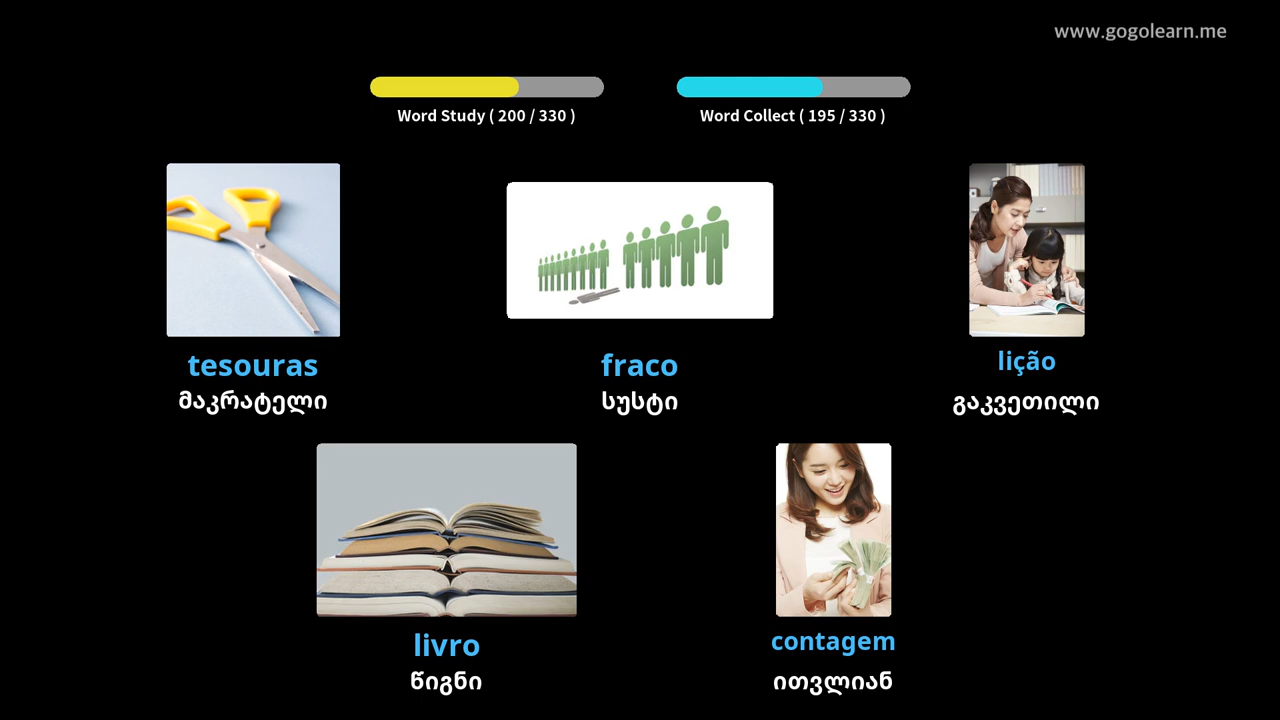 www.gogolearn.me
Word Study ( 200 / 330 )
Word Collect ( 195 / 330 )
tesouras
მაკრატელი
fraco
სუსტი
lição
გაკვეთილი
livro
წიგნი
contagem
ითვლიან